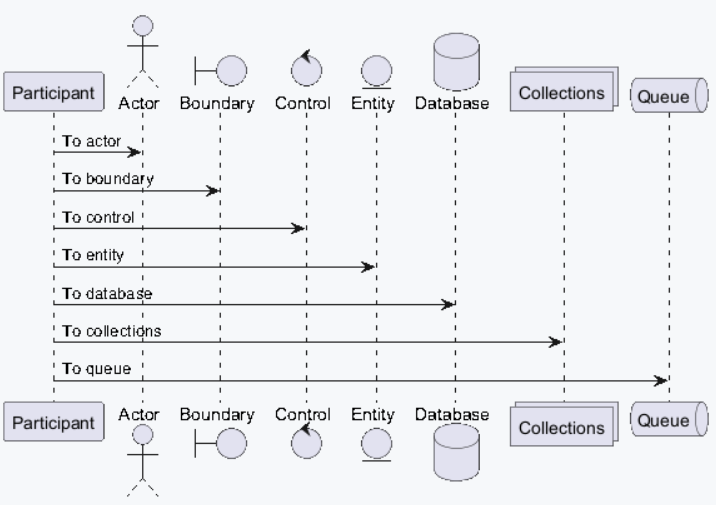 Participant
Actor
Boundary
Control
Entity
Database
Collections
Queue
To actor
To boundary
To control
To entity
To database
To collections
To queue
Participant
Actor
Boundary
Control
Entity
Database
Collections
Queue